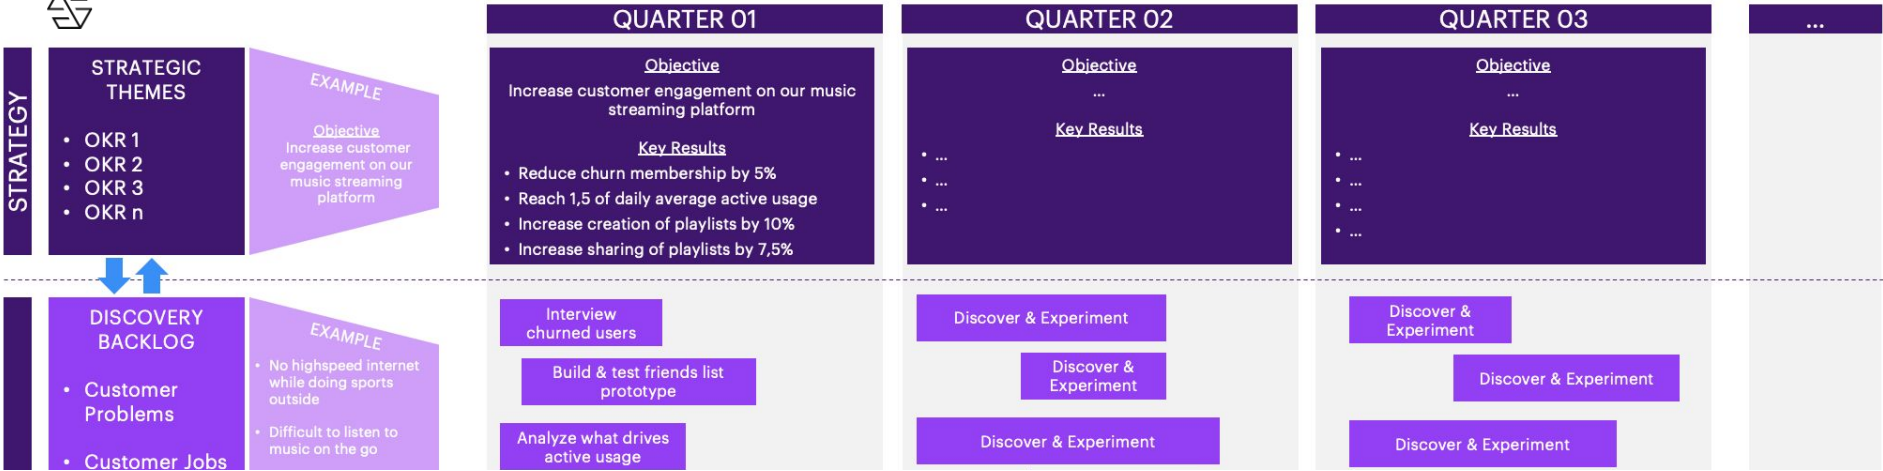 QUARTER 01
QUARTER 02
QUARTER 03
...
STRATEGY
STRATEGIC
THEMES
• OKR 1
• OKR 2
• OKR 3
• OKR n
EXAMPLE
Objective
Increase customer
engagement on our
music streaming
platform
Objective
Increase customer engagement on our music
streaming platform
Key Results
• Reduce churn membership by 5%
• Reach 1,5 of daily average active usage
• Increase creation of playlists by 10%
• Increase sharing of playlists by 7,5%
Objective
...
Key Results
• ...
• ...
• ...
Objective
...
Key Results
• ...
• ...
• ...
• ...
DISCOVERY
BACKLOG
• Customer
Problems
• Customer Jobs
EXAMPLE
• No highspeed internet
while doing sports
outside
• Difficult to listen to
music on the go
Interview
churned users
Build & test friends list
prototype
Analyze what drives
active usage
Discover & Experiment
Discover &
Experiment
Discover & Experiment
Discover &
Experiment
Discover & Experiment
Discover & Experiment